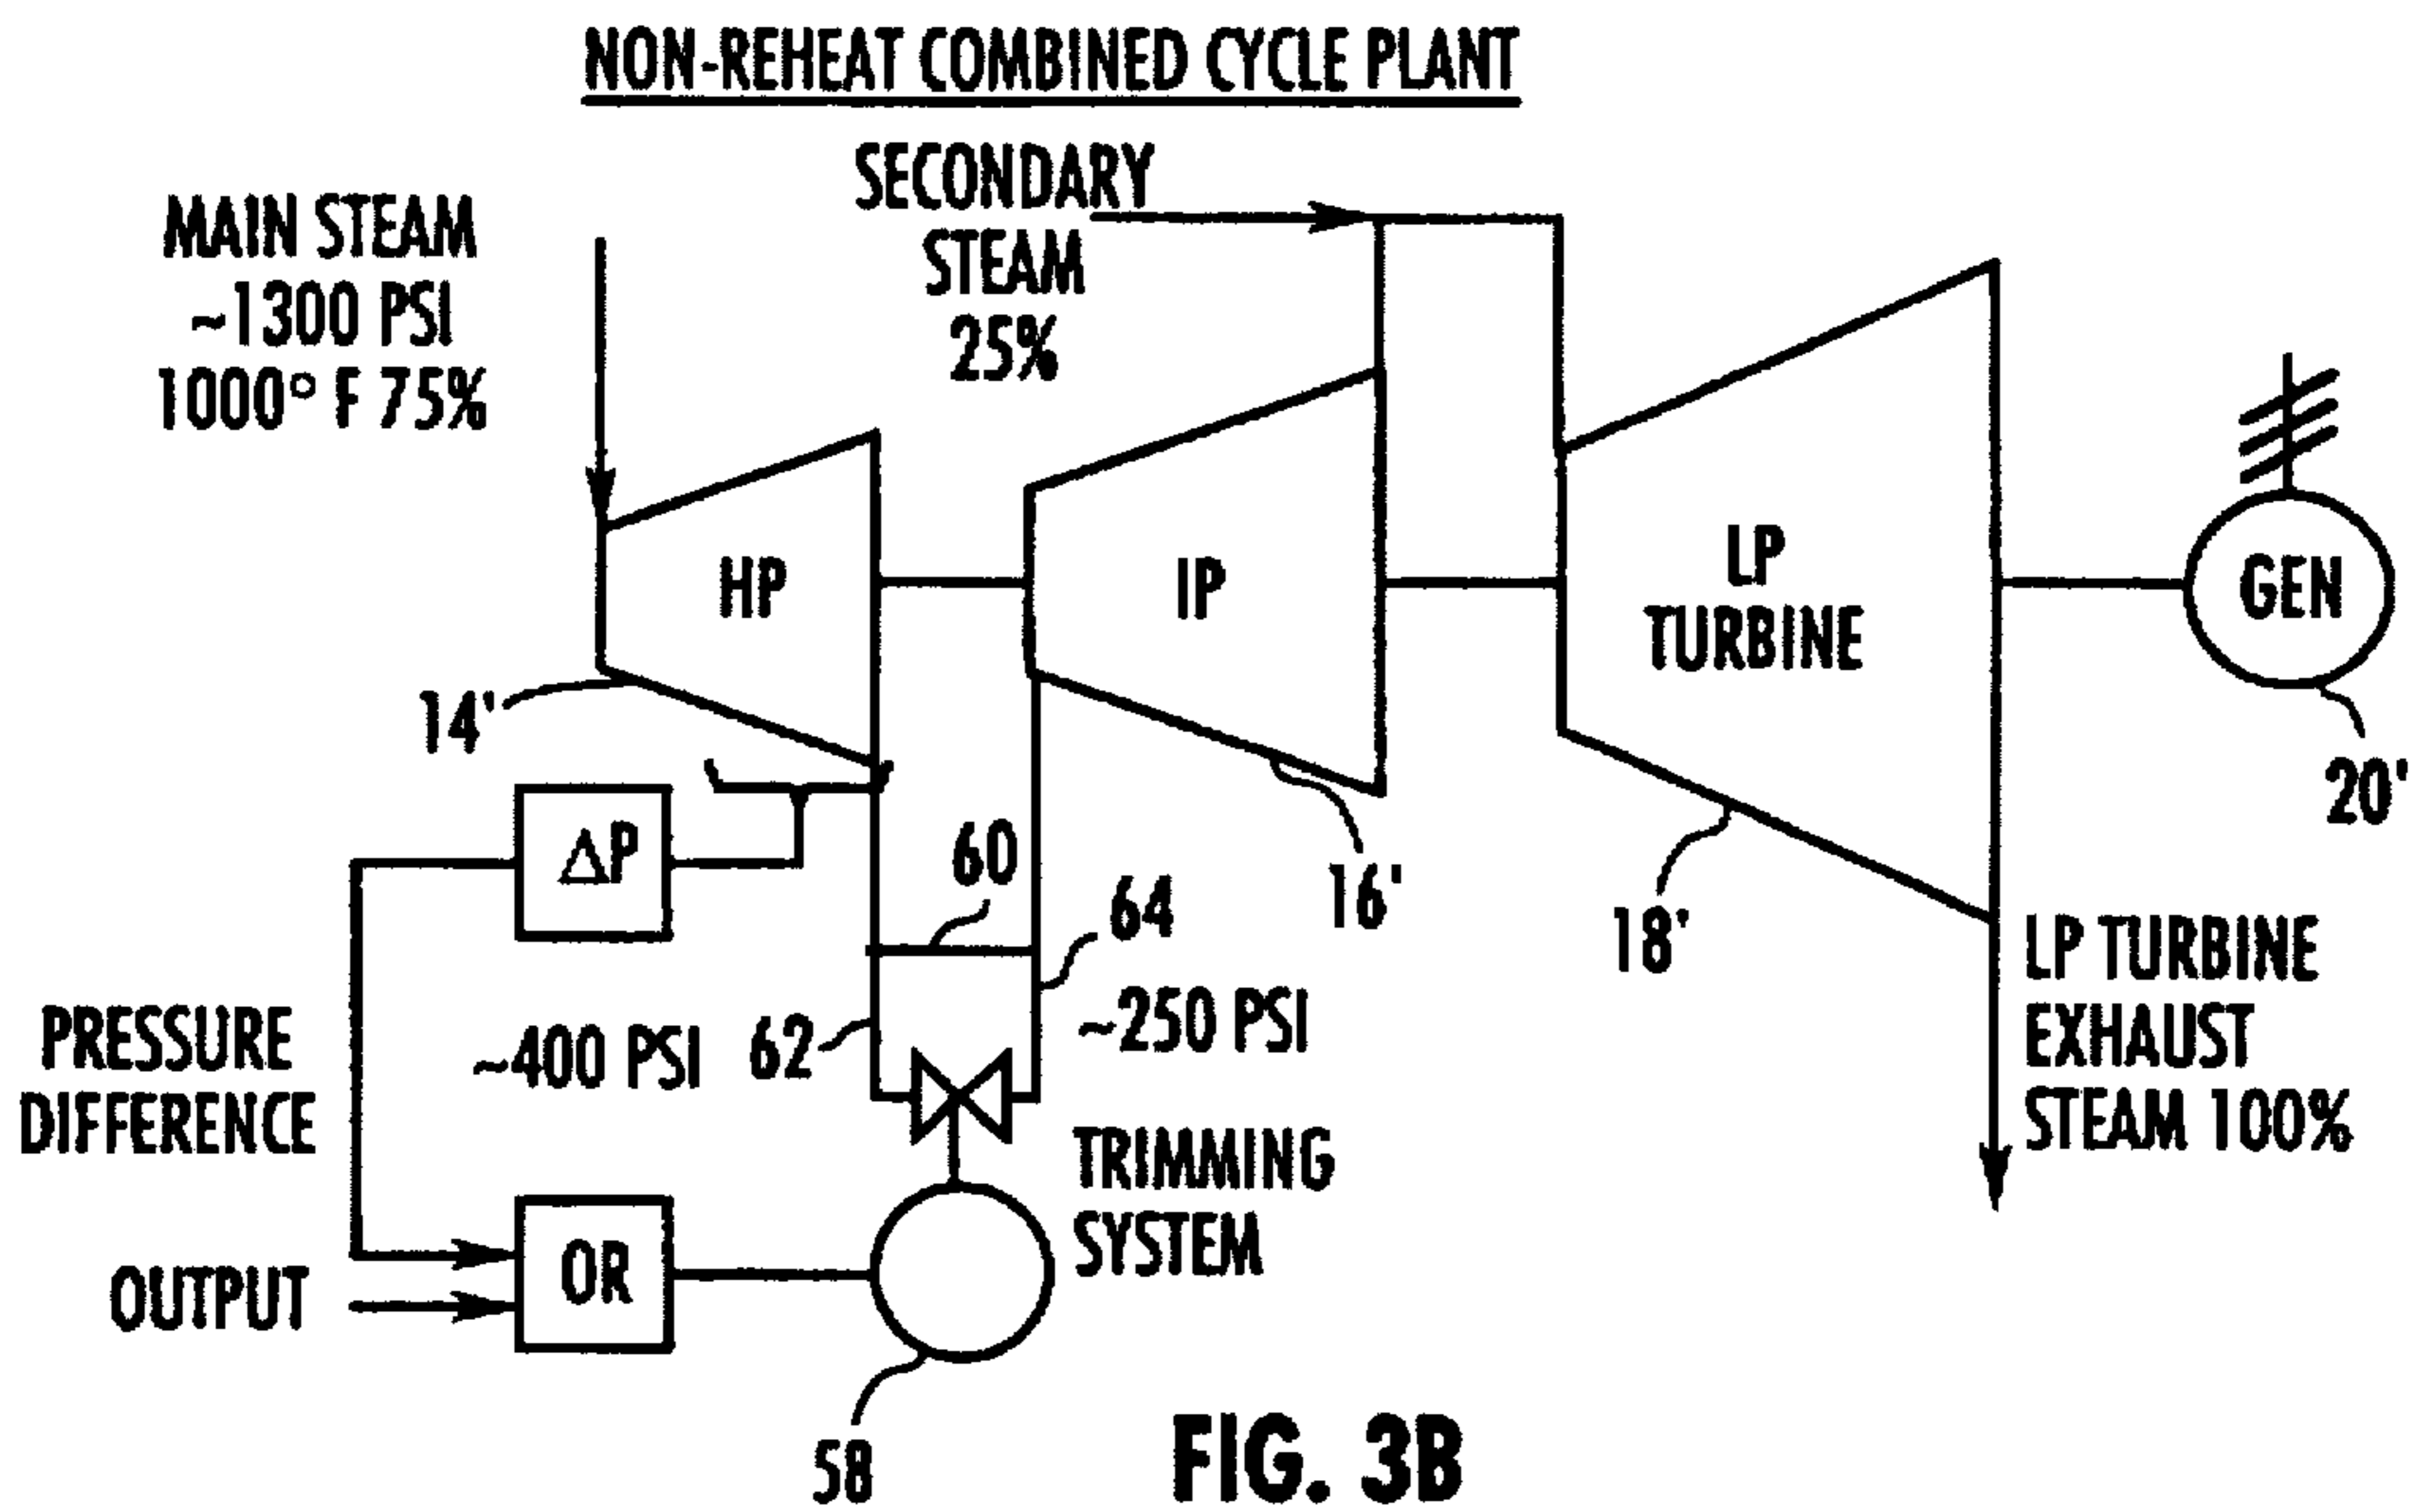 NON-REHEAT COMBINED CYCLE PLANT
MAIN STEAM
~1300 PSI
1000° F 75%
SECONDARY
STEAM
25%
HP
IP
LP
TURBINE
GEN
14'
20'
ΔP
60
16'
64
18'
LP TURBINE
EXHAUST
STEAM 100%
PRESSURE
DIFFERENCE
~400 PSI
62
~250 PSI
TRIMMING
SYSTEM
OUTPUT
OR
58
FIG. 3B